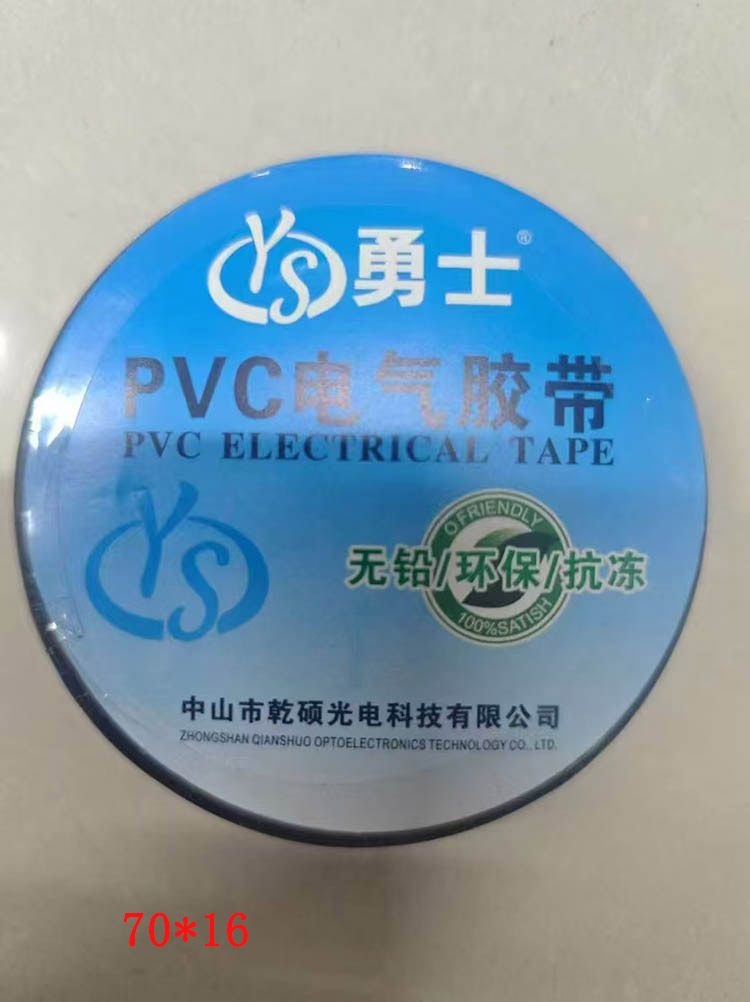 YS 勇士®
PVC电气胶带
PVC ELECTRICAL TAPE
YS
O FRIENDLY
无铅/环保/抗冻
100%SATISH
中山市乾硕光电科技有限公司
ZHONGSHAN QIANSHUO OPTOELECTRONICS TECHNOLOGY CO., LTD.
70*16